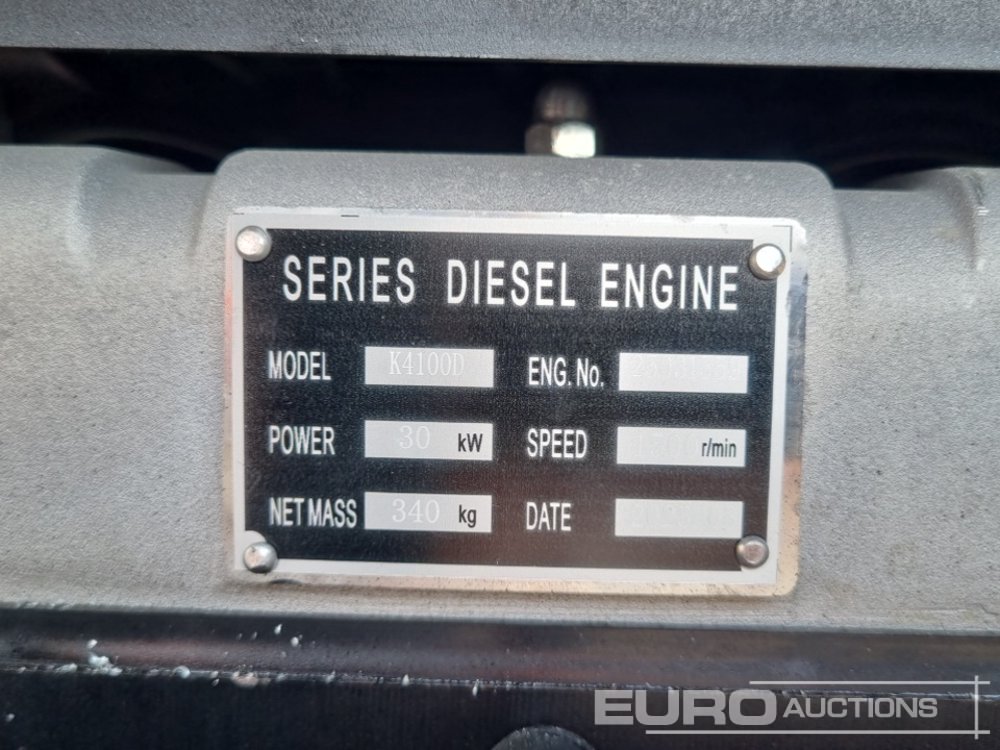 SERIES DIESEL ENGINE
MODEL K4100D ENG. No.
POWER 30 kW SPEED r/min
NET MASS 340 kg DATE
EURO AUCTIONS